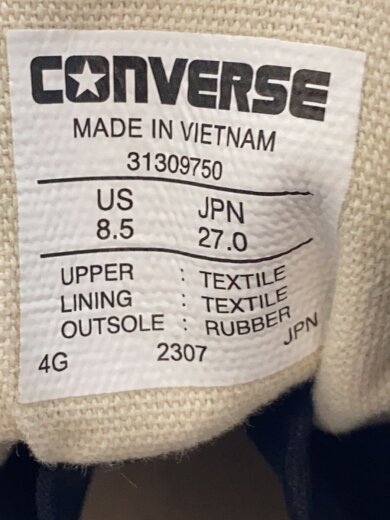 CONVERSE
MADE IN VIETNAM
31309750
US JPN
8.5 27.0
UPPER : TEXTILE
LINING : TEXTILE
OUTSOLE : RUBBER
JPN
4G 2307